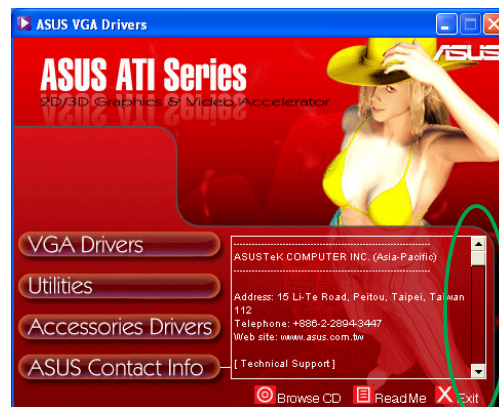 ASUS VGA Drivers
ASUS
ASUS ATI Series
2D/3D Graphics & Video Accelerator
VGA Drivers
Utilities
Accessories Drivers
ASUS Contact Info
ASUSTeK COMPUTER INC. (Asia-Pacific)
Address: 15 Li-Te Road, Peitou, Taipei, Taiwan
112
Telephone: +886-2-2894-3447
Web site: www.asus.com.tw
[ Technical Support ]
Browse CD
ReadMe
Exit